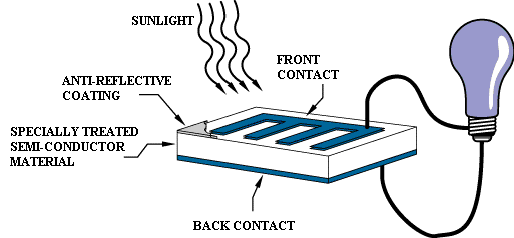 SUNLIGHT
FRONT
CONTACT
ANTI-REFLECTIVE
COATING
SPECIALLY TREATED
SEMI-CONDUCTOR
MATERIAL
BACK CONTACT